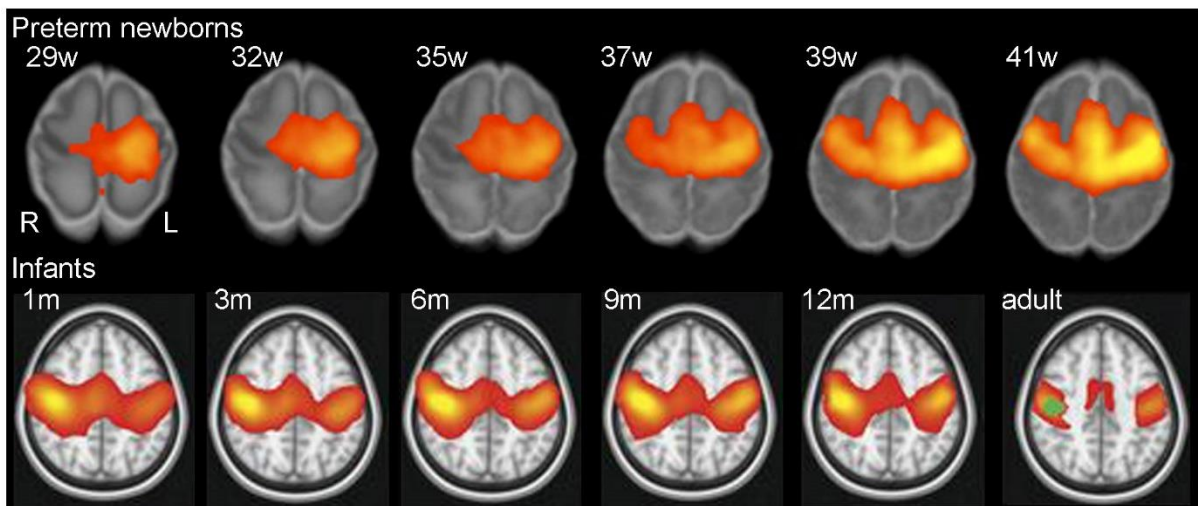 Preterm newborns
29w 32w 35w 37w 39w 41w
R L
Infants
1m 3m 6m 9m 12m adult